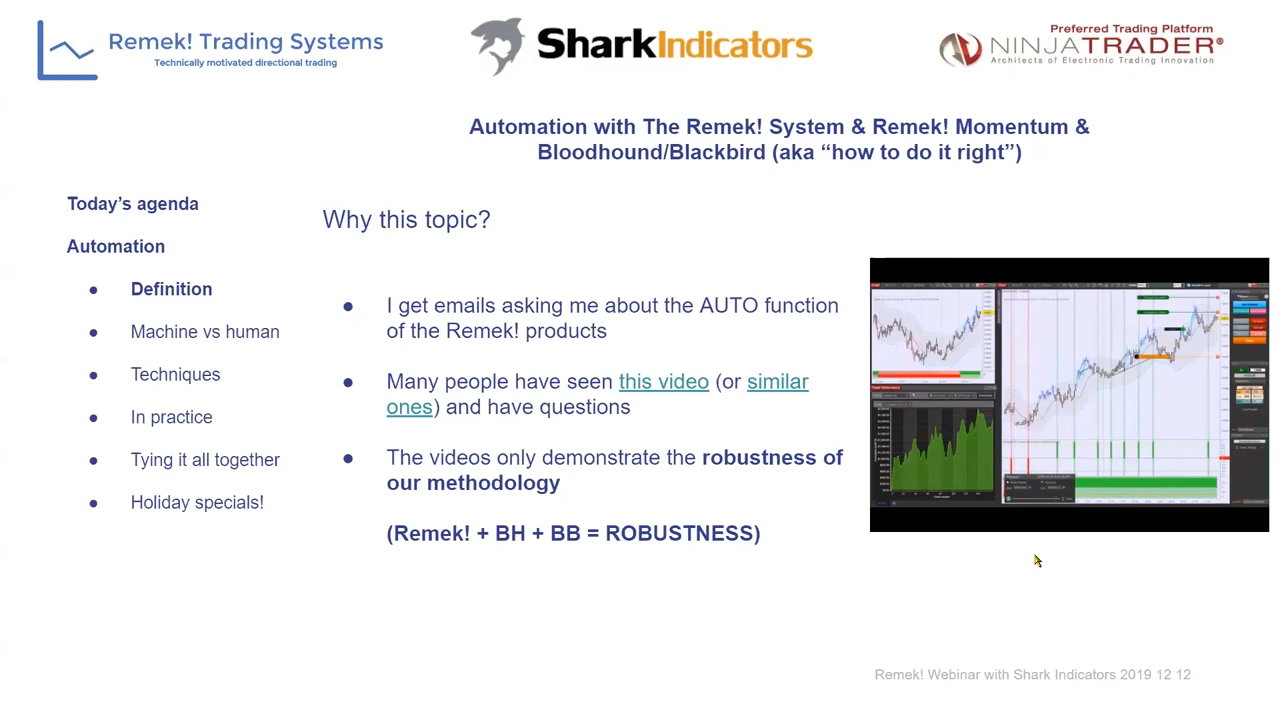 Remek! Trading Systems
Technically motivated directional trading
SharkIndicators
Preferred Trading Platform
NINJATRADER®
Architects of Electronic Trading Innovation
Automation with The Remek! System & Remek! Momentum &
Bloodhound/Blackbird (aka “how to do it right”)
Today’s agenda
Automation
● Definition
● Machine vs human
● Techniques
● In practice
● Tying it all together
● Holiday specials!
Why this topic?
● I get emails asking me about the AUTO function
of the Remek! products
● Many people have seen this video (or similar
ones) and have questions
● The videos only demonstrate the robustness of
our methodology
(Remek! + BH + BB = ROBUSTNESS)
Remek! Webinar with Shark Indicators 2019 12 12